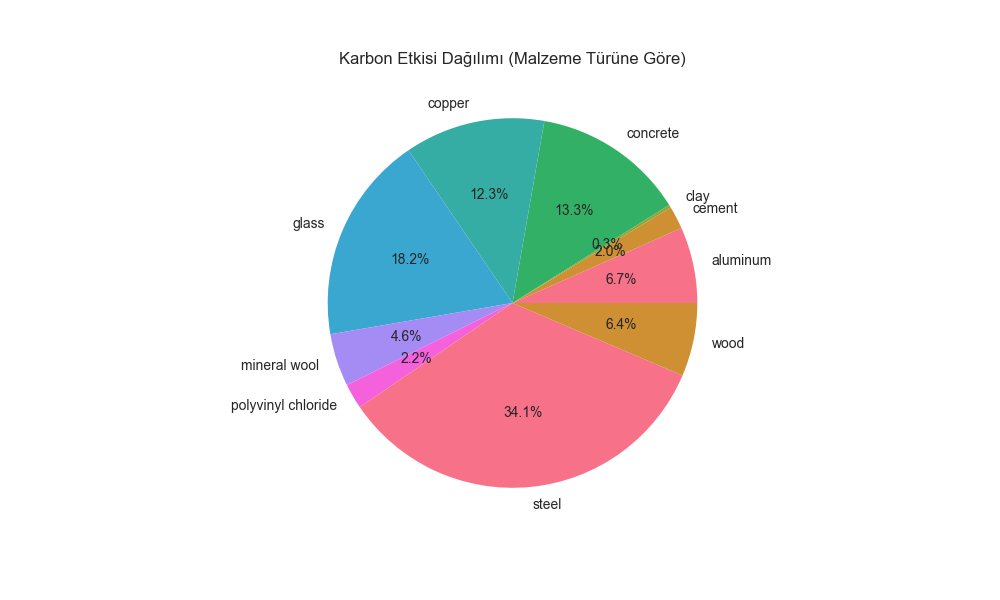 Karbon Etkisi Dağılımı (Malzeme Türüne Göre)
copper
concrete
clay
cement
aluminum
glass
mineral wool
polyvinyl chloride
steel
wood
12.3%
13.3%
0.3%
2.0%
6.7%
18.2%
4.6%
2.2%
34.1%
6.4%